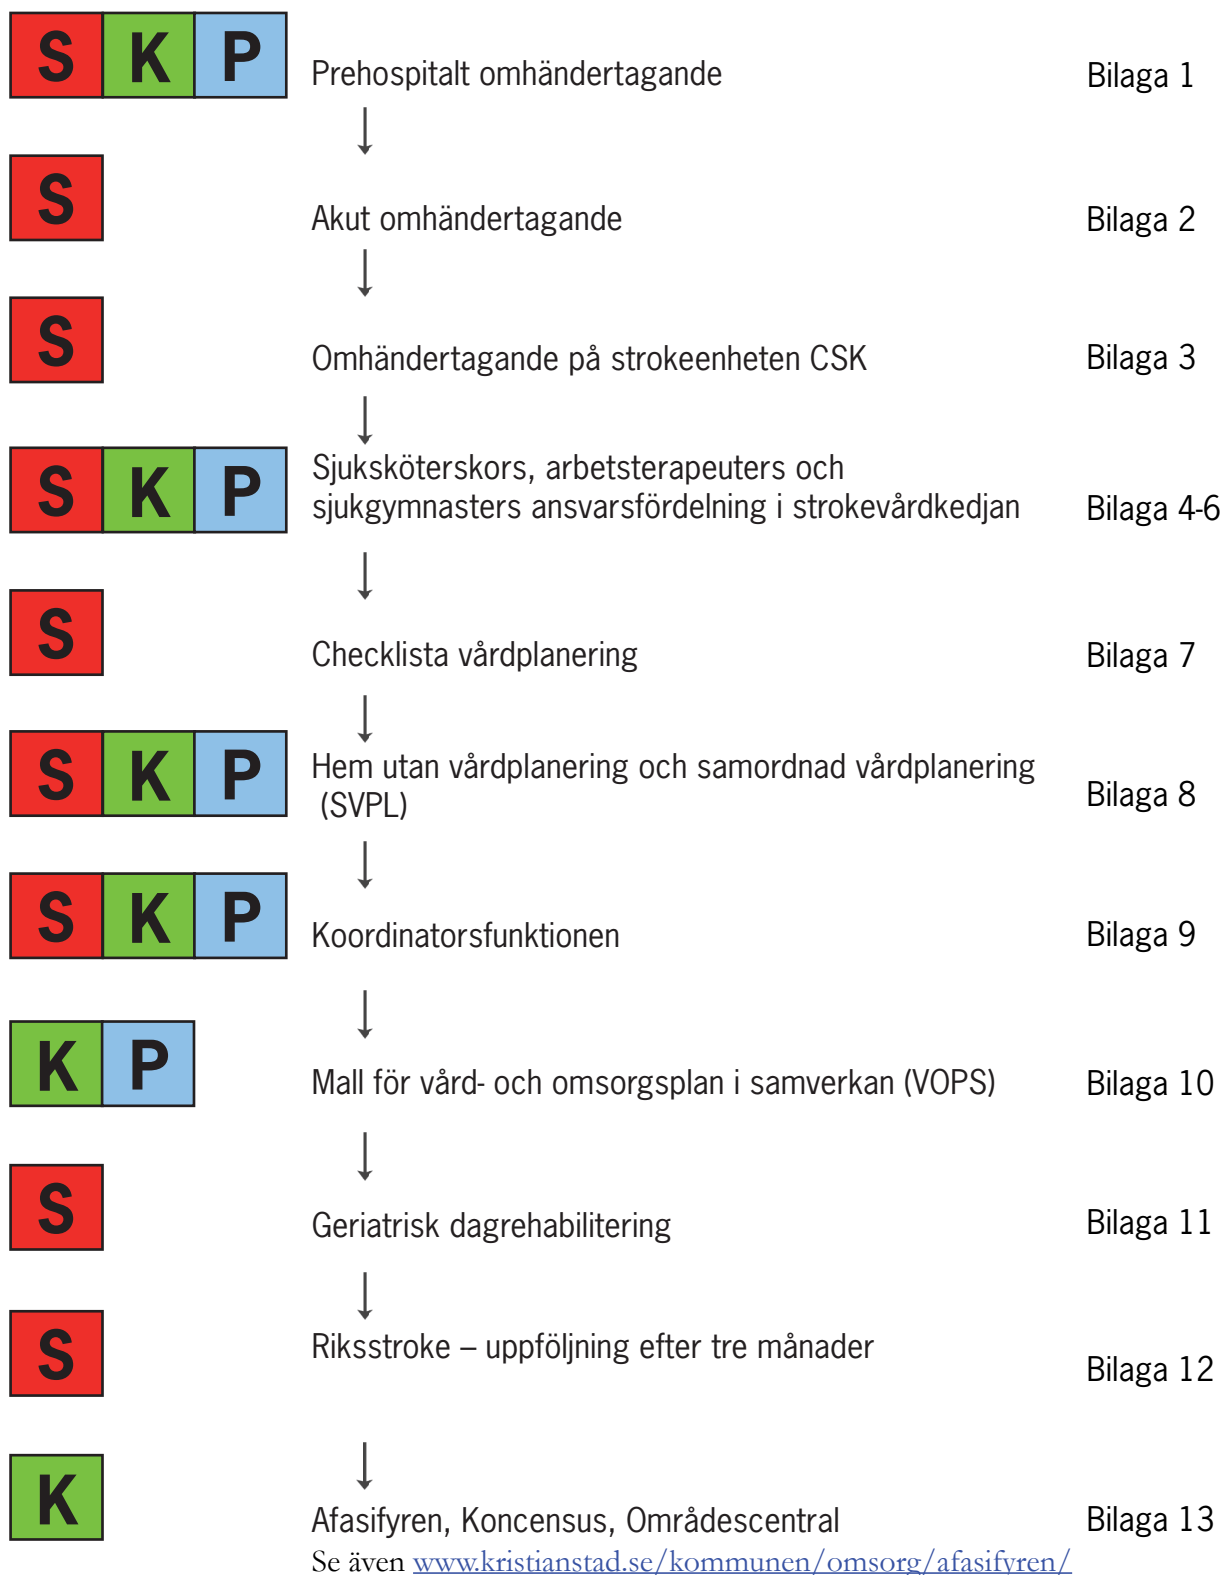 S K P Prehospitalt omhändertagande Bilaga 1
S Akut omhändertagande Bilaga 2
S Omhändertagande på strokeenheten CSK Bilaga 3
S K P Sjuksköterskors, arbetsterapeuters och
sjukgymnasters ansvarsfördelning i strokevårdkedjan Bilaga 4-6
S Checklista vårdplanering Bilaga 7
S K P Hem utan vårdplanering och samordnad vårdplanering
(SVPL) Bilaga 8
S K P Koordinatorsfunktionen Bilaga 9
K P Mall för vård- och omsorgsplan i samverkan (VOPS) Bilaga 10
S Geriatrisk dagrehabilitering Bilaga 11
S Riksstroke – uppföljning efter tre månader Bilaga 12
K Afasifyren, Koncensus, Områdescentral Bilaga 13
Se även www.kristianstad.se/kommunen/omsorg/afasifyren/